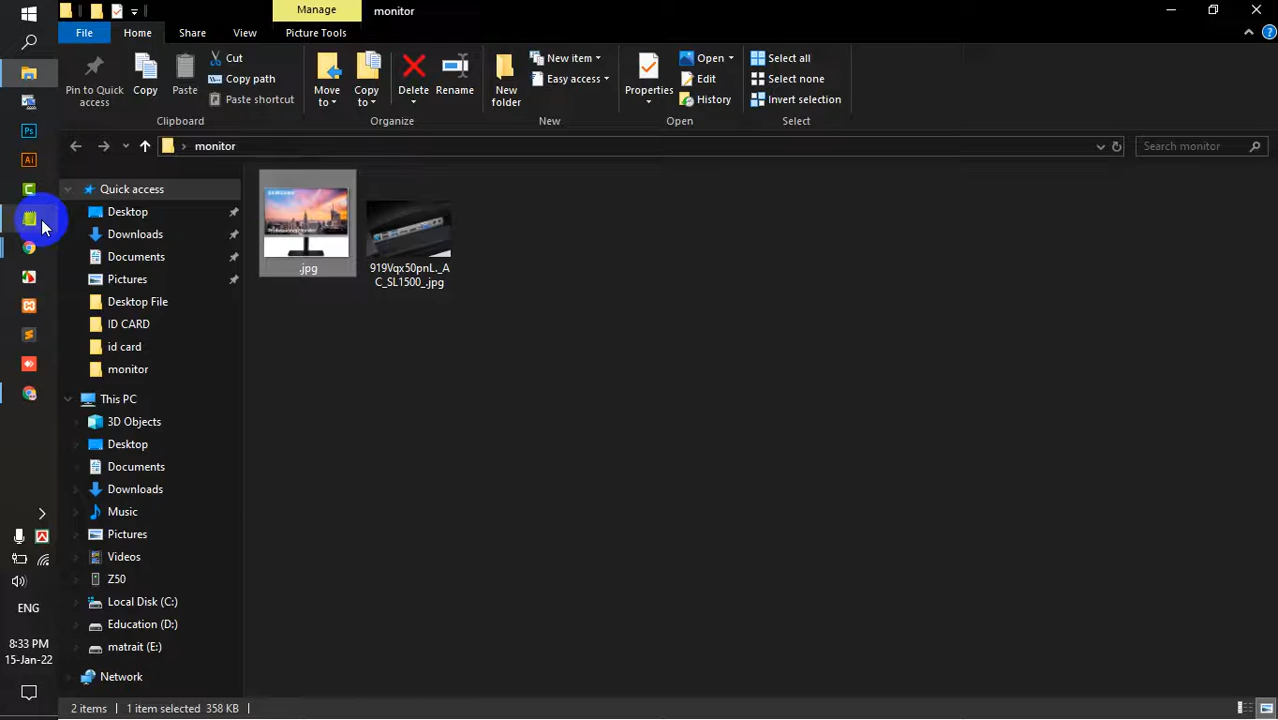 Manage
monitor
File
Home
Share
View
Picture Tools
Pin to Quick
access
Copy
Paste
Cut
Copy path
Paste shortcut
Clipboard
Move
to
Copy
to
Delete
Rename
Organize
New
folder
New item
Easy access
New
Properties
Open
Edit
History
Open
Select all
Select none
Invert selection
Select
monitor
Search monitor
Quick access
Desktop
Downloads
Documents
Pictures
Desktop File
ID CARD
id card
monitor
This PC
3D Objects
Desktop
Documents
Downloads
Music
Pictures
Videos
Z50
Local Disk (C:)
Education (D:)
matrait (E:)
Network
SAMSUNG
Professional Monitor
.jpg
919Vqx50pnL._A
C_SL1500_.jpg
Ps
Ai
ENG
8:33 PM
15-Jan-22
2 items
1 item selected 358 KB